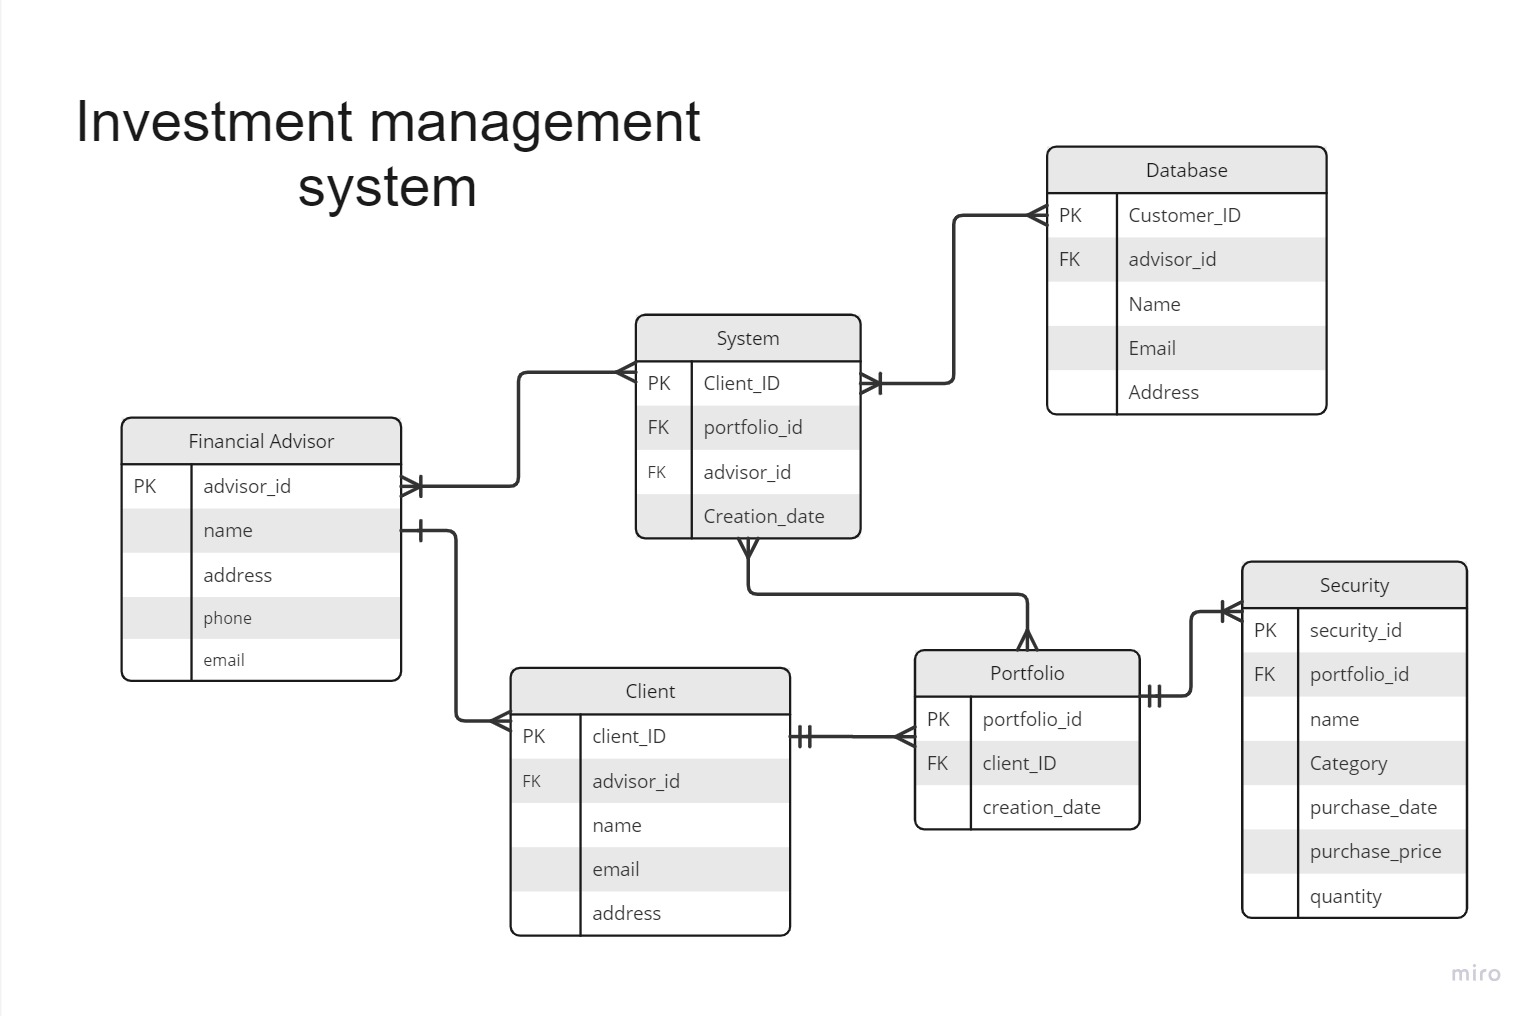 Investment management
system
Database
PK Customer_ID
FK advisor_id
Name
Email
Address
System
PK Client_ID
FK portfolio_id
FK advisor_id
Creation_date
Financial Advisor
PK advisor_id
name
address
phone
email
Security
PK security_id
FK portfolio_id
name
Category
purchase_date
purchase_price
quantity
Client
PK client_ID
FK advisor_id
name
email
address
Portfolio
PK portfolio_id
FK client_ID
creation_date
miro